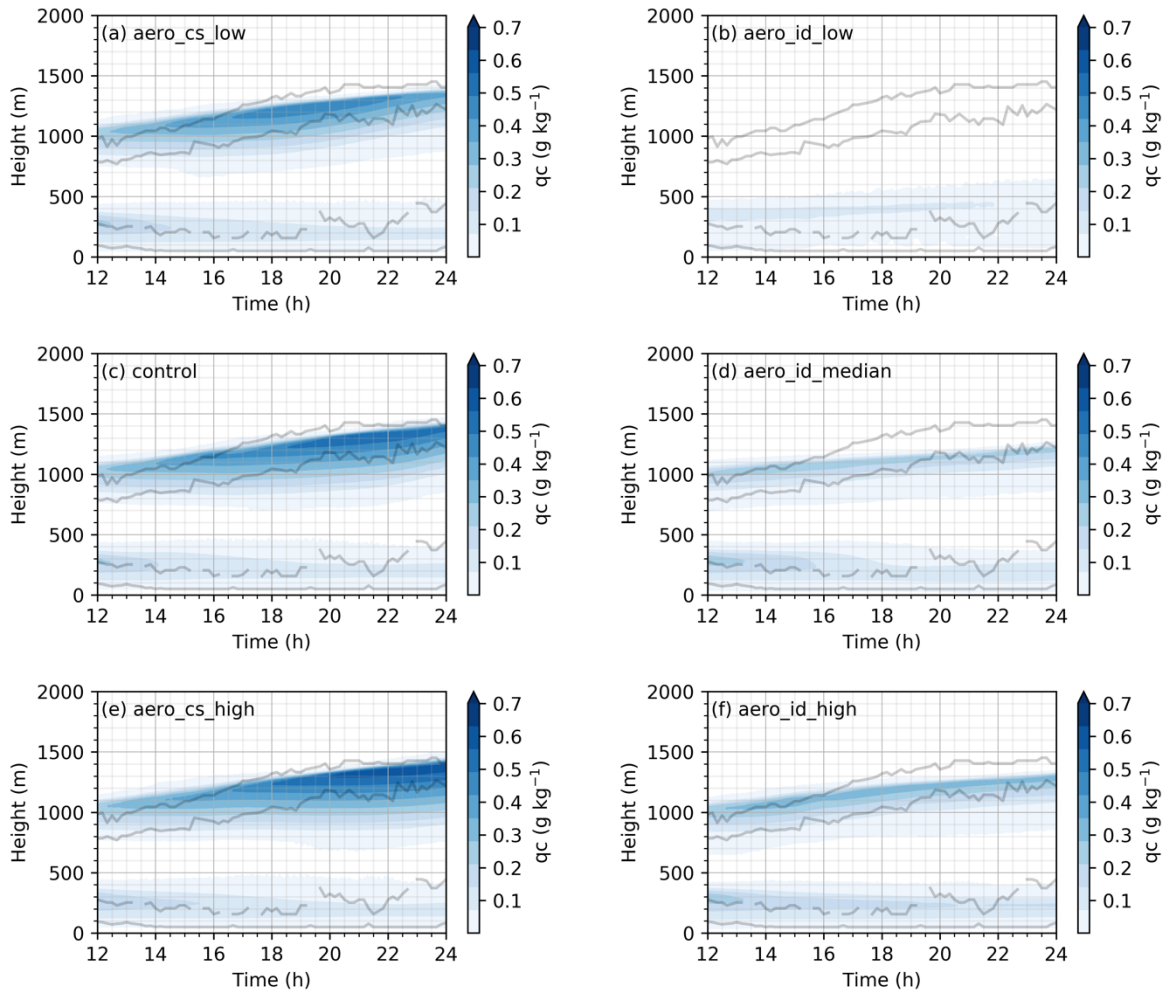 (a) aero_cs_low
2000
1500
1000
500
0
Height (m)
12 14 16 18 20 22 24
Time (h)
0.7
0.6
0.5
0.4
0.3
0.2
0.1
qc (g kg⁻¹)
(b) aero_id_low
2000
1500
1000
500
0
Height (m)
12 14 16 18 20 22 24
Time (h)
0.7
0.6
0.5
0.4
0.3
0.2
0.1
qc (g kg⁻¹)
(c) control
2000
1500
1000
500
0
Height (m)
12 14 16 18 20 22 24
Time (h)
0.7
0.6
0.5
0.4
0.3
0.2
0.1
qc (g kg⁻¹)
(d) aero_id_median
2000
1500
1000
500
0
Height (m)
12 14 16 18 20 22 24
Time (h)
0.7
0.6
0.5
0.4
0.3
0.2
0.1
qc (g kg⁻¹)
(e) aero_cs_high
2000
1500
1000
500
0
Height (m)
12 14 16 18 20 22 24
Time (h)
0.7
0.6
0.5
0.4
0.3
0.2
0.1
qc (g kg⁻¹)
(f) aero_id_high
2000
1500
1000
500
0
Height (m)
12 14 16 18 20 22 24
Time (h)
0.7
0.6
0.5
0.4
0.3
0.2
0.1
qc (g kg⁻¹)